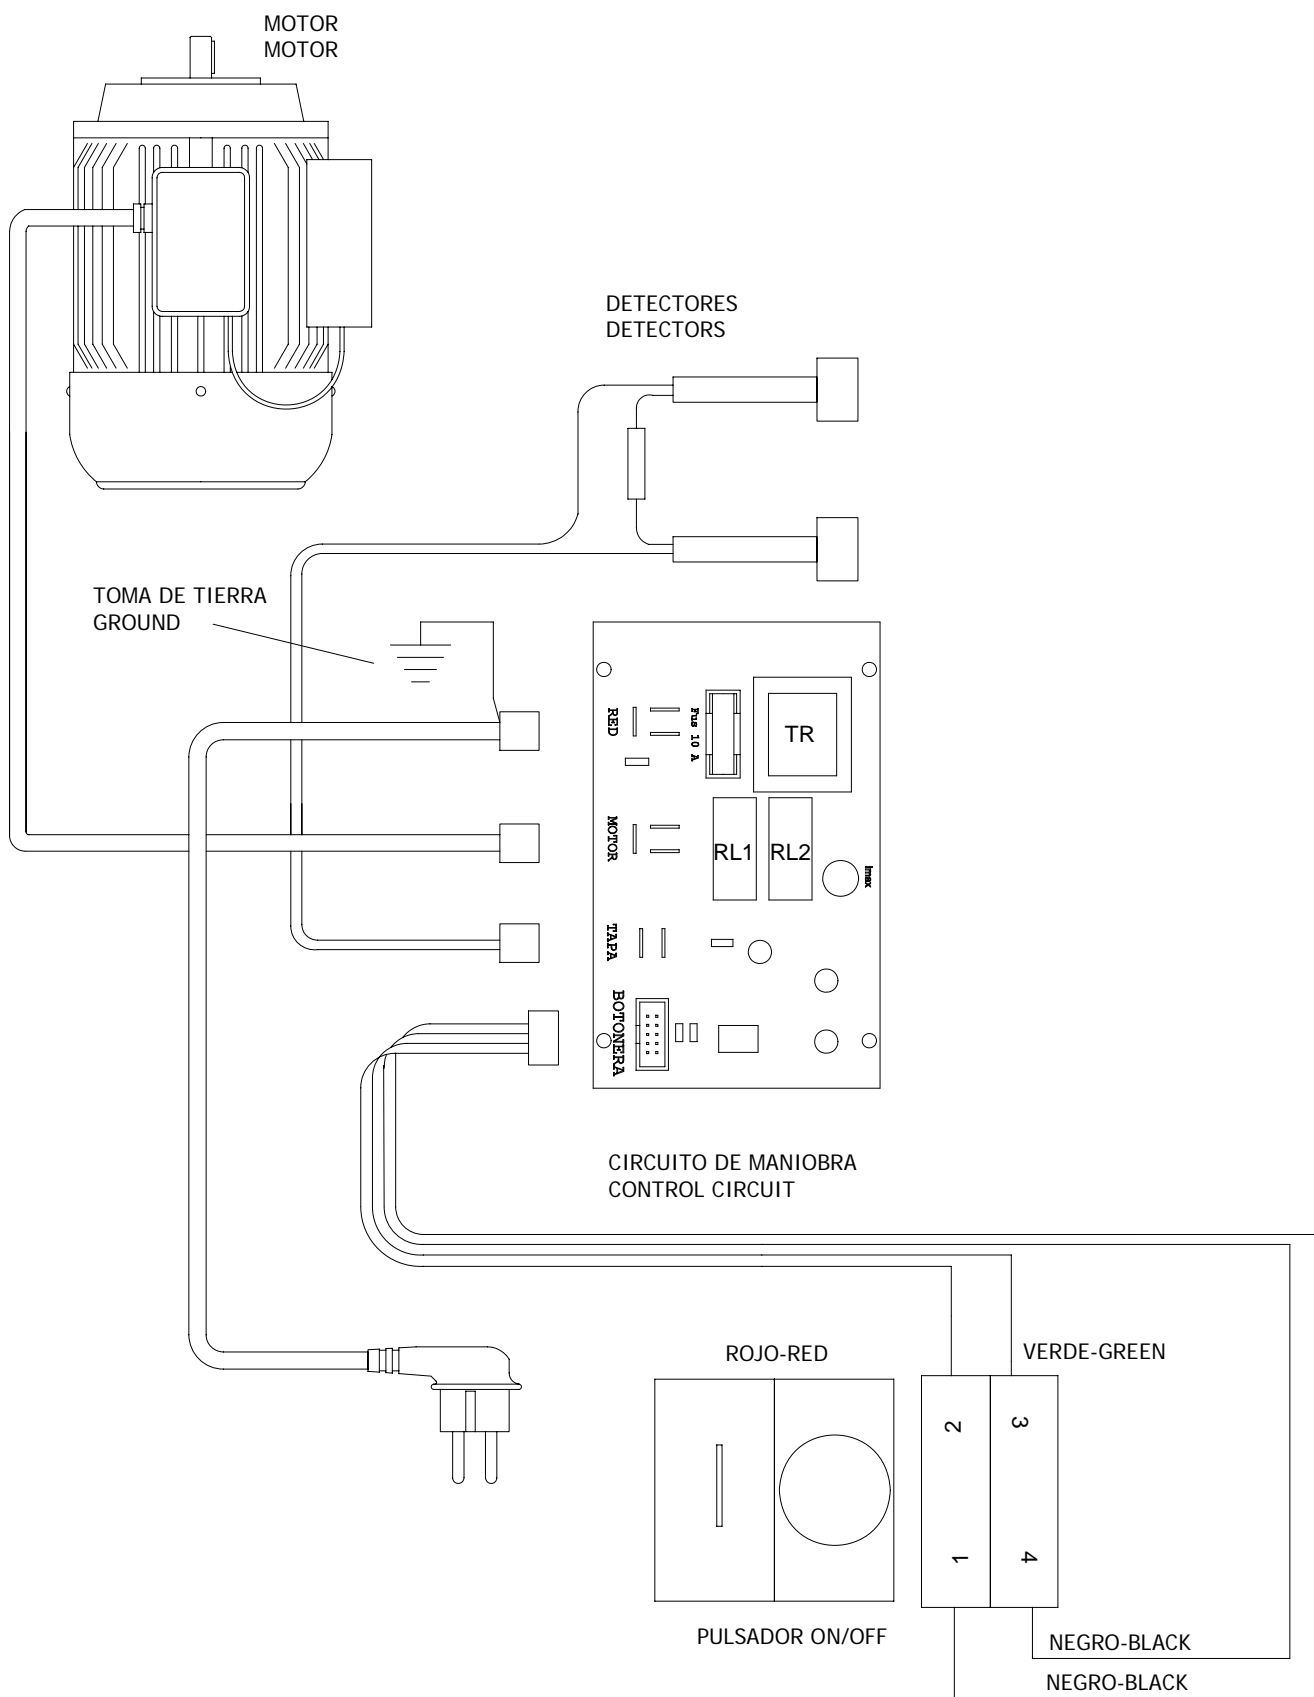 MOTOR
MOTOR
DETECTORES
DETECTORS
TOMA DE TIERRA
GROUND
RED
Fus 10 A
TR
MOTOR
RL1
RL2
Imax
TAPA
BOTONERA
CIRCUITO DE MANIOBRA
CONTROL CIRCUIT
ROJO-RED
VERDE-GREEN
2
3
1
4
PULSADOR ON/OFF
NEGRO-BLACK
NEGRO-BLACK